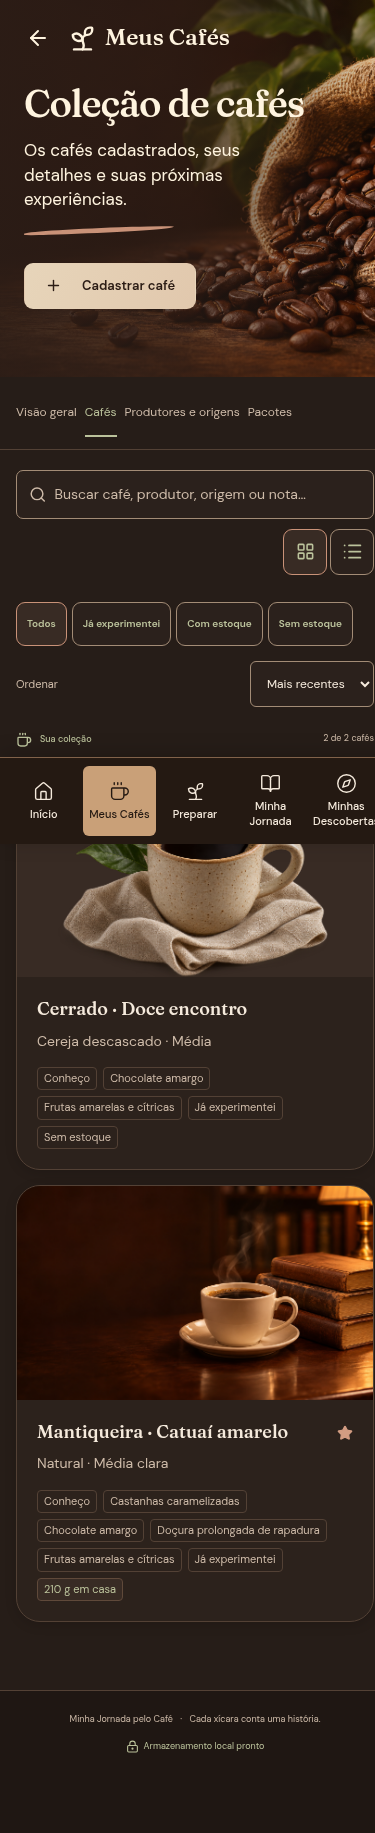 Meus Cafés
Coleção de cafés
Os cafés cadastrados, seus
detalhes e suas próximas
experiências.
Cadastrar café
Visão geral Cafés Produtores e origens Pacotes
Buscar café, produtor, origem ou nota...
Todos Já experimentei Com estoque Sem estoque
Ordenar Mais recentes
Sua coleção 2 de 2 cafés
Início Meus Cafés Preparar Minha Jornada Minhas Descobertas
Cerrado · Doce encontro
Cereja descascado · Média
Conheço Chocolate amargo
Frutas amarelas e cítricas Já experimentei
Sem estoque
Mantiqueira · Catuaí amarelo
Natural · Média clara
Conheço Castanhas caramelizadas
Chocolate amargo Doçura prolongada de rapadura
Frutas amarelas e cítricas Já experimentei
210 g em casa
Minha Jornada pelo Café · Cada xícara conta uma história.
Armazenamento local pronto